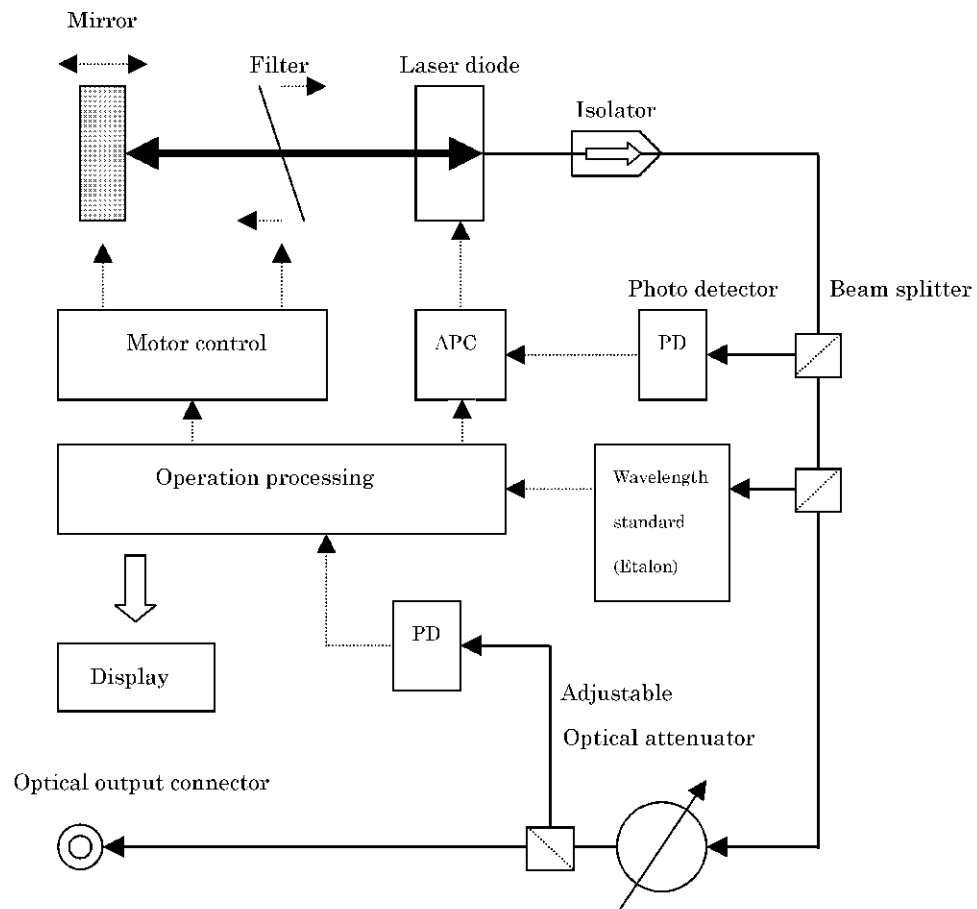 Mirror
Filter
Laser diode
Isolator
Photo detector
Beam splitter
Motor control
APC
PD
Operation processing
Wavelength
standard
(Etalon)
PD
Display
Adjustable
Optical attenuator
Optical output connector